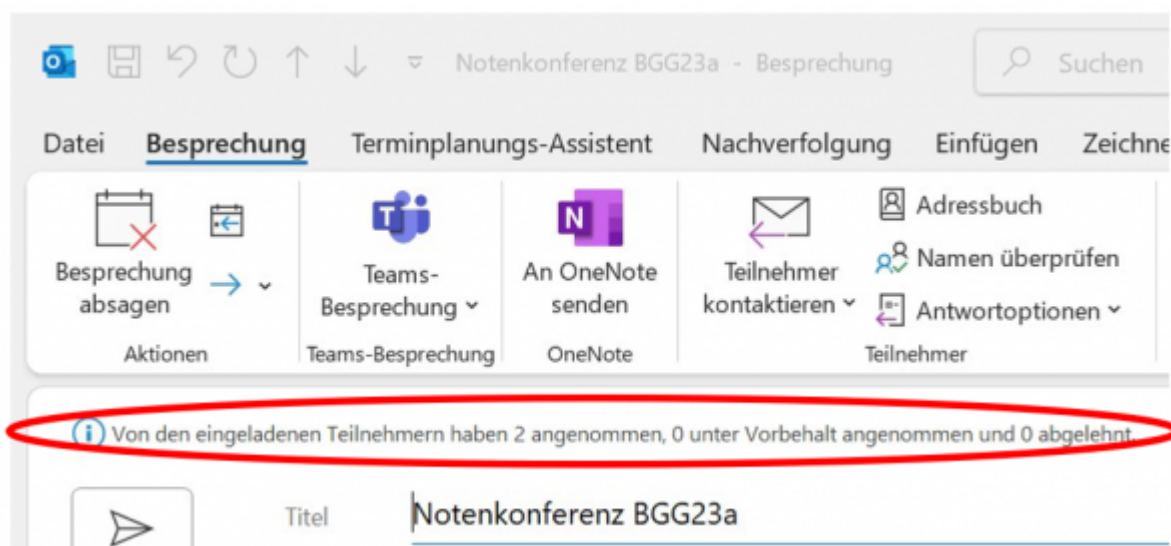 Notenkonferenz BGG23a - Besprechung
Suchen
Datei Besprechung Terminplanungs-Assistent Nachverfolgung Einfügen Zeichne
Besprechung
absagen
Aktionen
Teams-
Besprechung
Teams-Besprechung
An OneNote
senden
OneNote
Teilnehmer
kontaktieren
Adressbuch
Namen überprüfen
Antwortoptionen
Teilnehmer
Von den eingeladenen Teilnehmern haben 2 angenommen, 0 unter Vorbehalt angenommen und 0 abgelehnt.
Titel
Notenkonferenz BGG23a